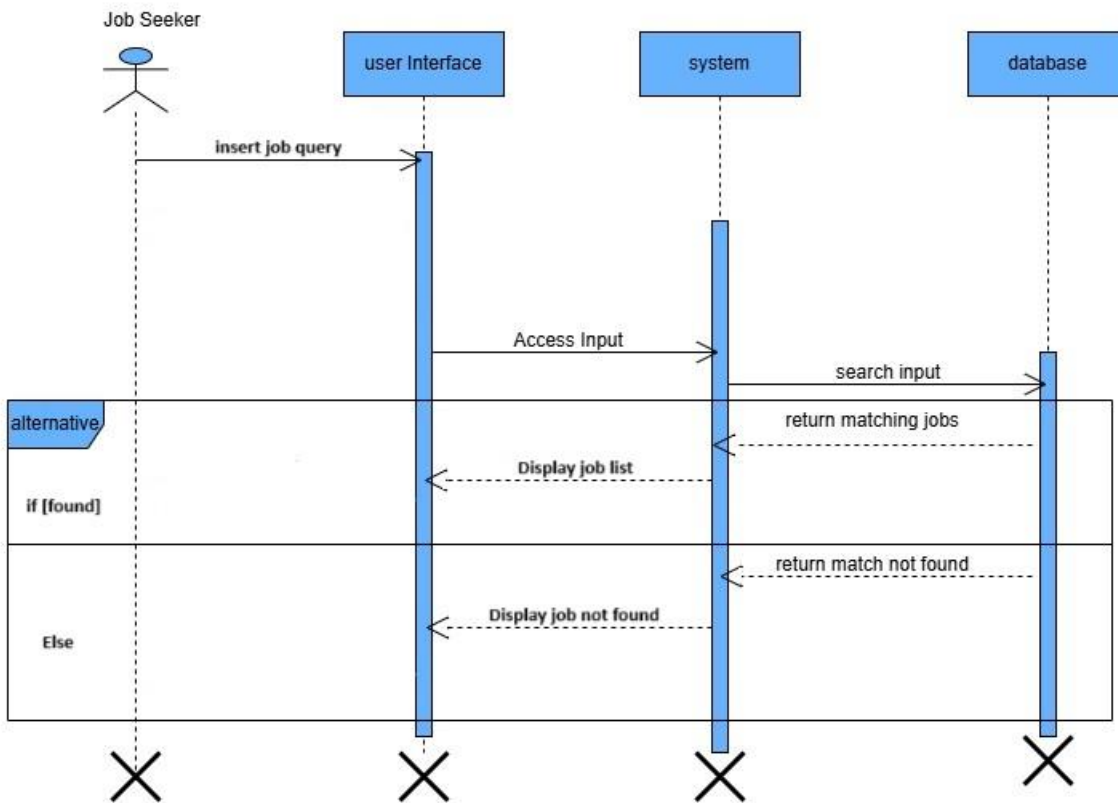 Job Seeker
user Interface
system
database
insert job query
Access Input
search input
alternative
return matching jobs
Display job list
if [found]
return match not found
Display job not found
Else